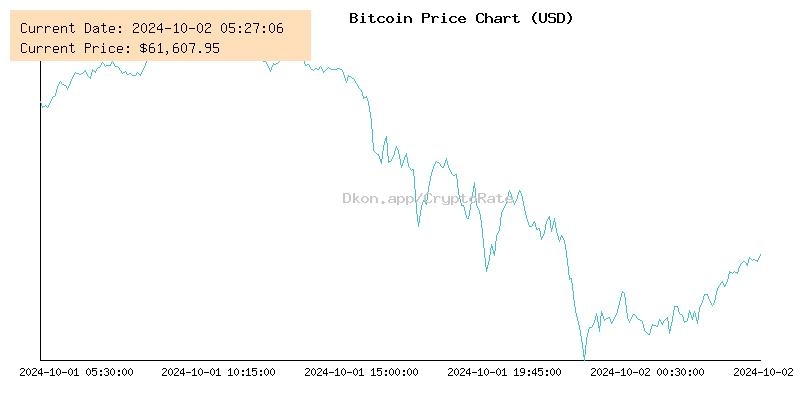 Bitcoin Price Chart (USD)
Current Date: 2024-10-02 05:27:06
Current Price: $61,607.95
Dkon.app/CryptoRate
2024-10-01 05:30:00 2024-10-01 10:15:00 2024-10-01 15:00:00 2024-10-01 19:45:00 2024-10-02 00:30:00 2024-10-02